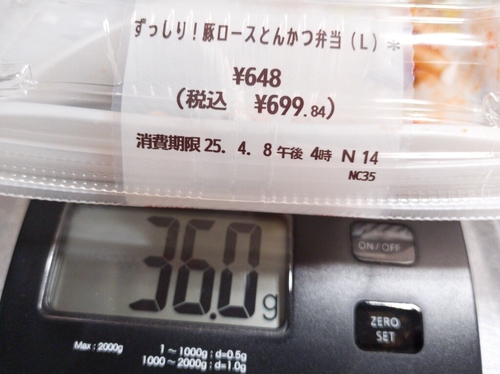 ずっしり！豚ロースとんかつ弁当（L）＊
¥648
（税込 ¥699.84）
消費期限 25. 4. 8 午後 4時 N 14
NC35
36.0g
ON/OFF
ZERO
SET
Max : 2000g
1 ～ 1000g : d=0.5g
1000 ～ 2000g : d=1.0g